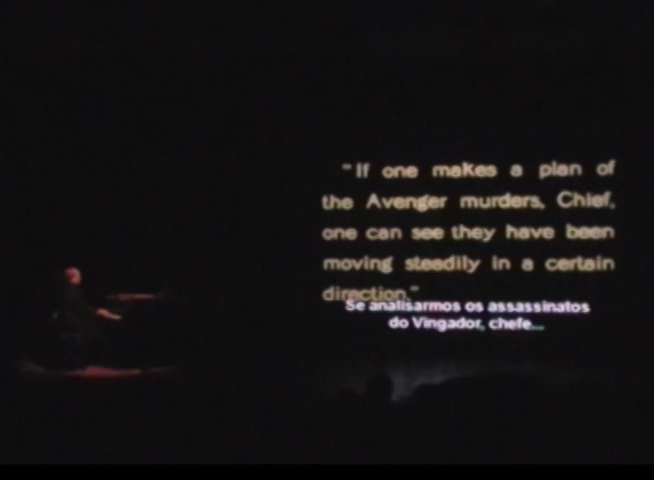 "If one makes a plan of
the Avenger murders, Chief,
one can see they have been
moving steadily in a certain
direction."
Se analisarmos os assassinatos
do Vingador, chefe...